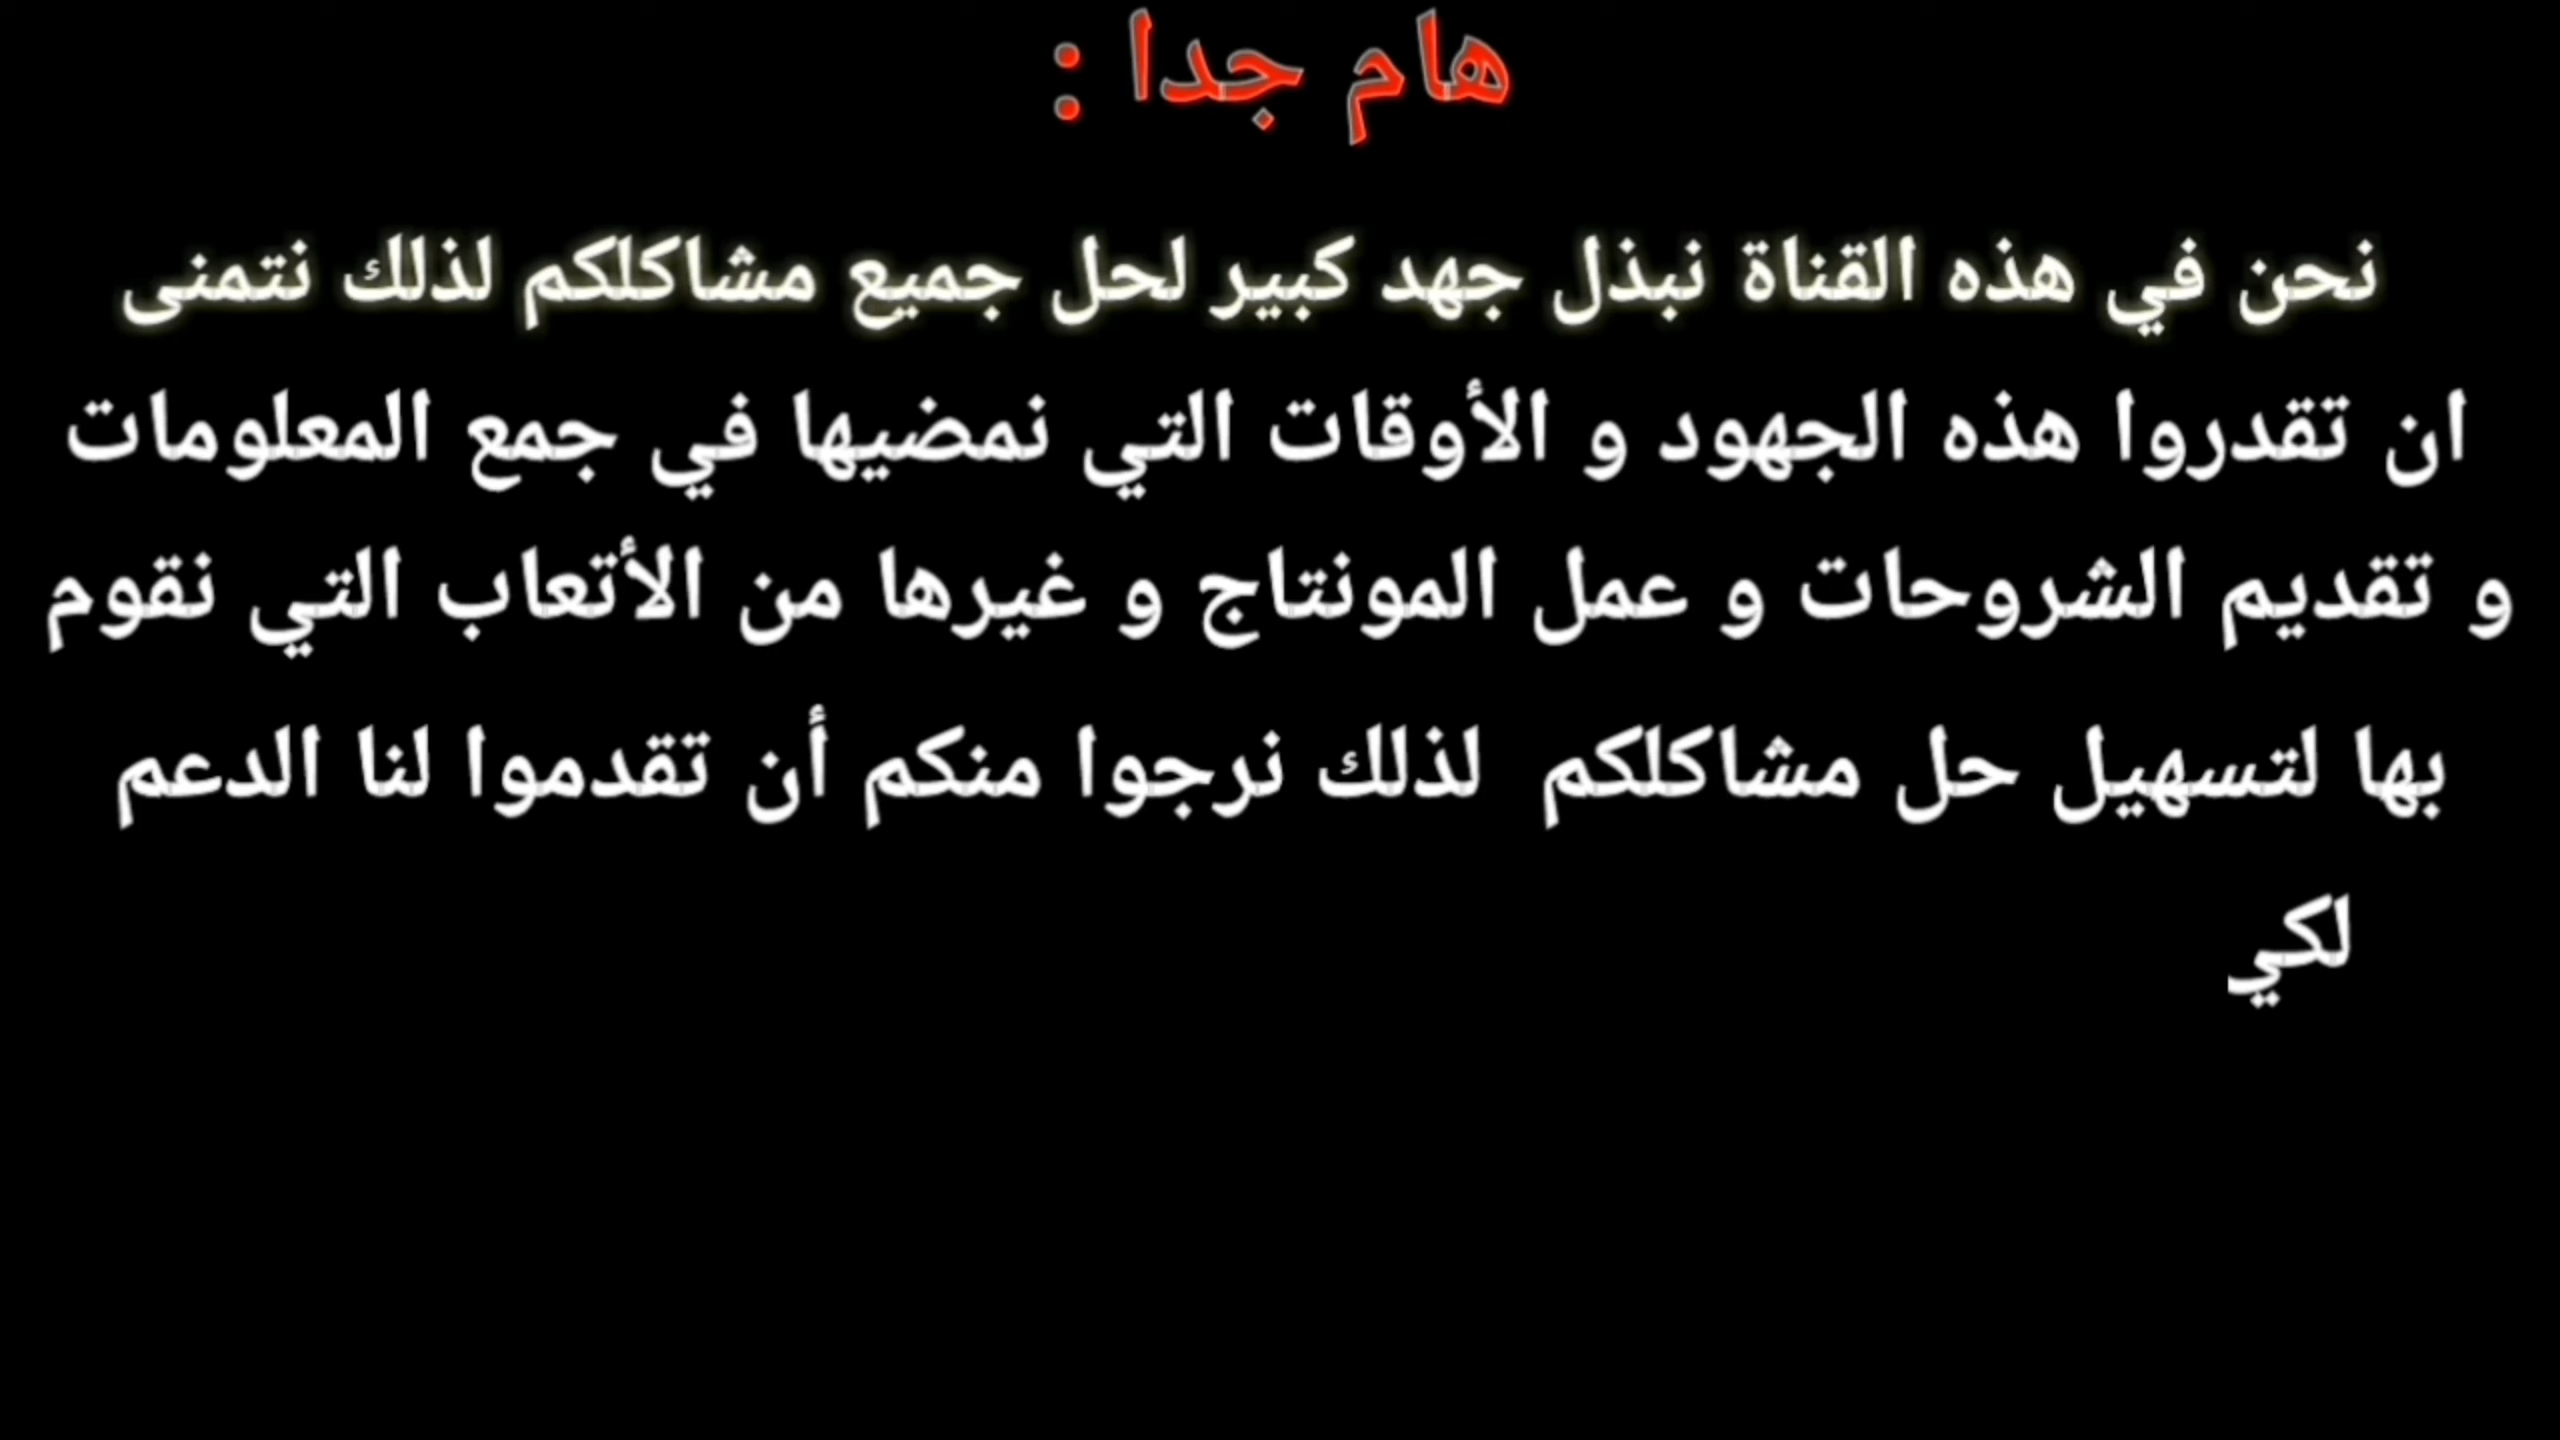 هام جدا :
نحن في هذه القناة نبذل جهد كبير لحل جميع مشاكلكم لذلك نتمنى
ان تقدروا هذه الجهود و الأوقات التي نمضيها في جمع المعلومات
و تقديم الشروحات و عمل المونتاج و غيرها من الأتعاب التي نقوم
بها لتسهيل حل مشاكلكم لذلك نرجوا منكم أن تقدموا لنا الدعم
لكي